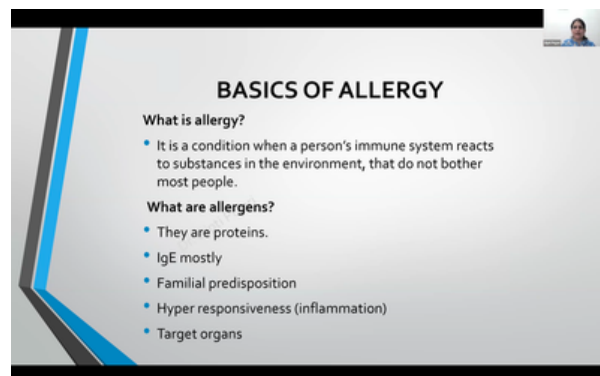 BASICS OF ALLERGY
What is allergy?
• It is a condition when a person's immune system reacts
to substances in the environment, that do not bother
most people.
What are allergens?
• They are proteins.
• IgE mostly
• Familial predisposition
• Hyper responsiveness (inflammation)
• Target organs